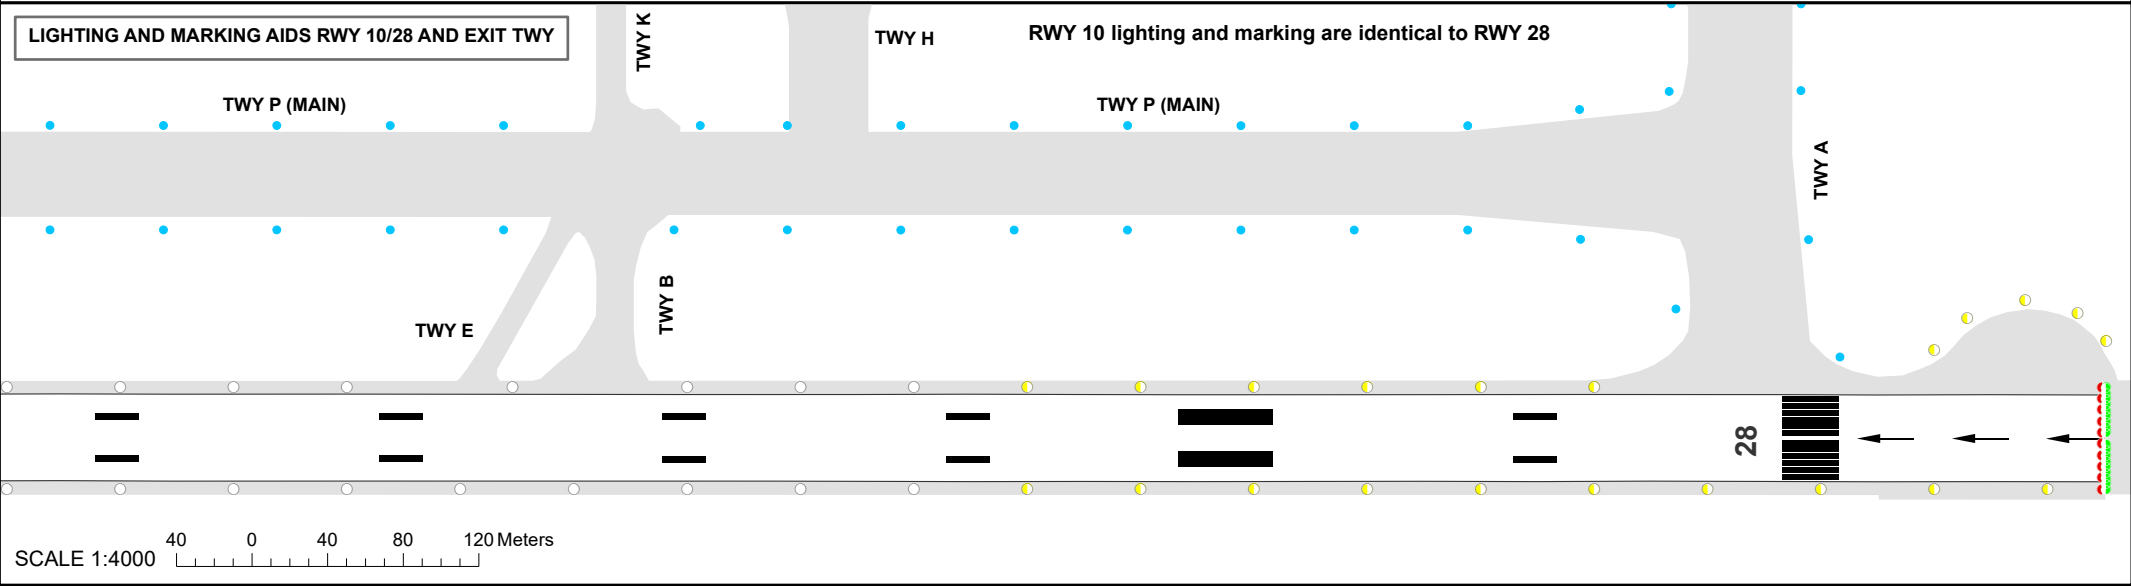 LIGHTING AND MARKING AIDS RWY 10/28 AND EXIT TWY
TWY K
TWY H
RWY 10 lighting and marking are identical to RWY 28
TWY P (MAIN)
TWY P (MAIN)
TWY A
TWY E
TWY B
28
SCALE 1:4000
40 0 40 80 120 Meters